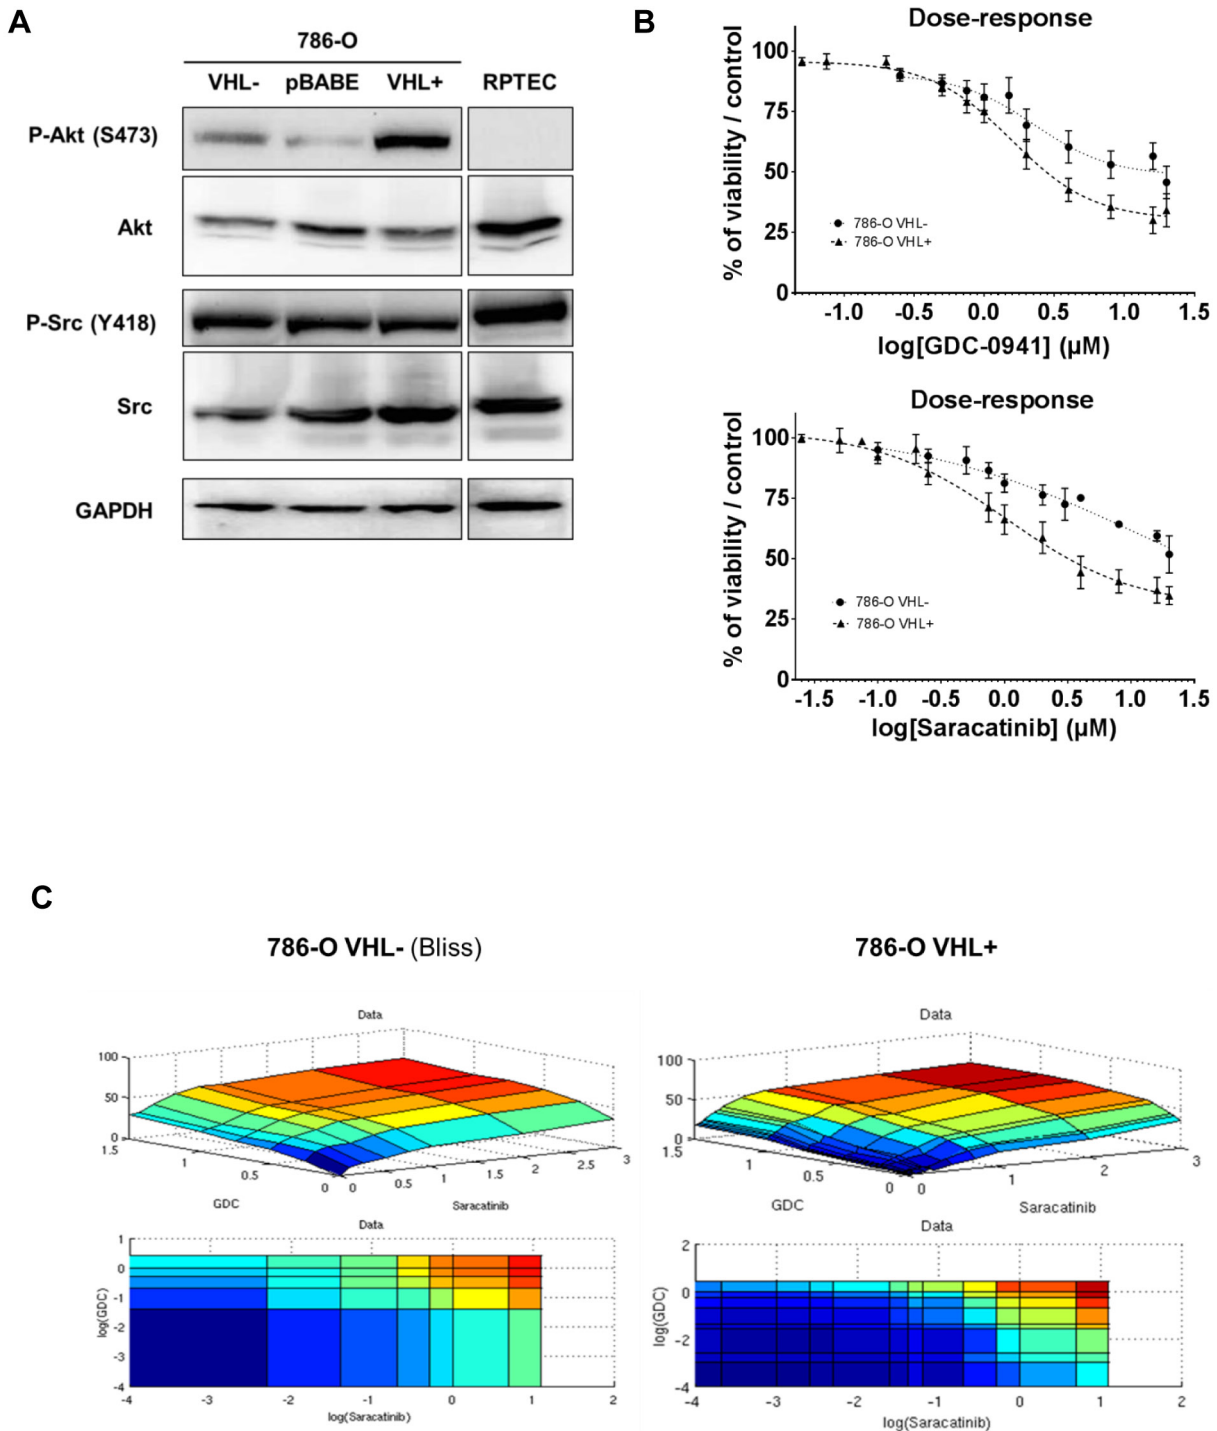 A
786-O
VHL- pBABE VHL+ RPTEC
P-Akt (S473)
Akt
P-Src (Y418)
Src
GAPDH
B
Dose-response
% of viability / control
100
75
50
25
0
786-O VHL-
786-O VHL+
-1.0 -0.5 0.0 0.5 1.0 1.5
log[GDC-0941] (µM)
Dose-response
% of viability / control
100
75
50
25
0
786-O VHL-
786-O VHL+
-1.5 -1.0 -0.5 0.0 0.5 1.0 1.5
log[Saracatinib] (µM)
C
786-O VHL- (Bliss)
Data
100
50
0
1.5 1 0.5 0
0 0.5 1 1.5 2 2.5 3
GDC Saracatinib
Data
log(GDC)
1
0
-1
-2
-3
-4
-4 -3 -2 -1 0 1 2
log(Saracatinib)
786-O VHL+
Data
100
50
0
1.5 1 0.5 0
0 1 2 3
GDC Saracatinib
Data
log(GDC)
2
0
-2
-4
-4 -3 -2 -1 0 1 2
log(Saracatinib)